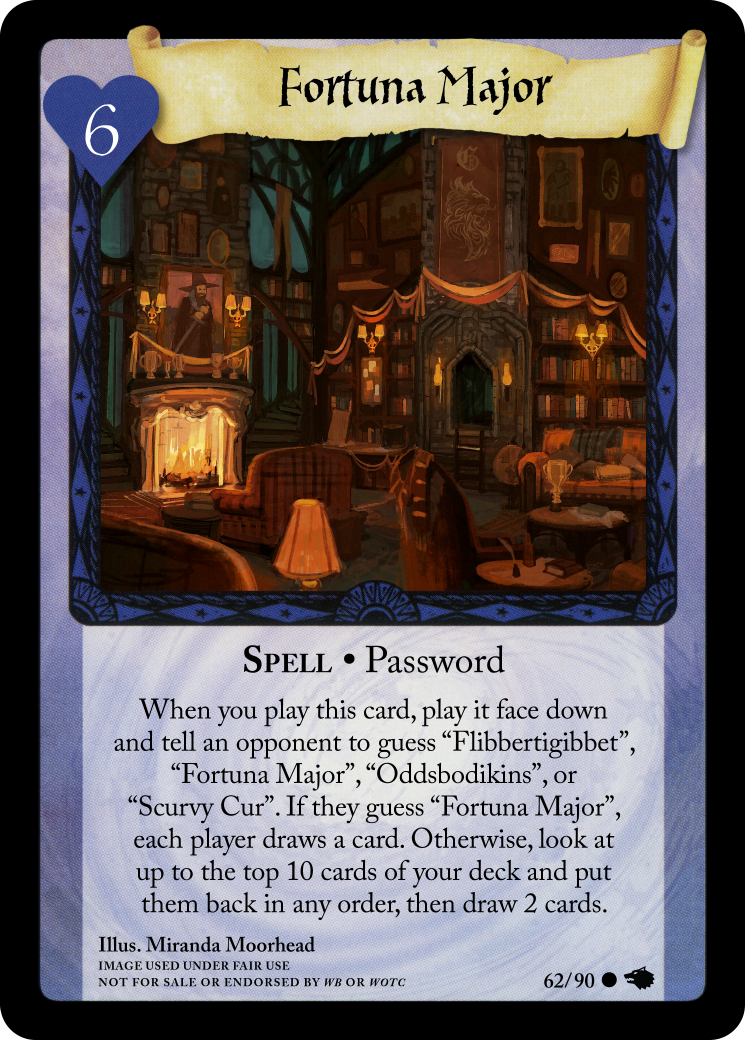 Fortuna Major
6
G
SPELL • Password
When you play this card, play it face down
and tell an opponent to guess “Flibbertigibbet”,
“Fortuna Major”, “Oddsbodikins”, or
“Scurvy Cur”. If they guess “Fortuna Major”,
each player draws a card. Otherwise, look at
up to the top 10 cards of your deck and put
them back in any order, then draw 2 cards.
Illus. Miranda Moorhead
IMAGE USED UNDER FAIR USE
NOT FOR SALE OR ENDORSED BY WB OR WOTC
62/90